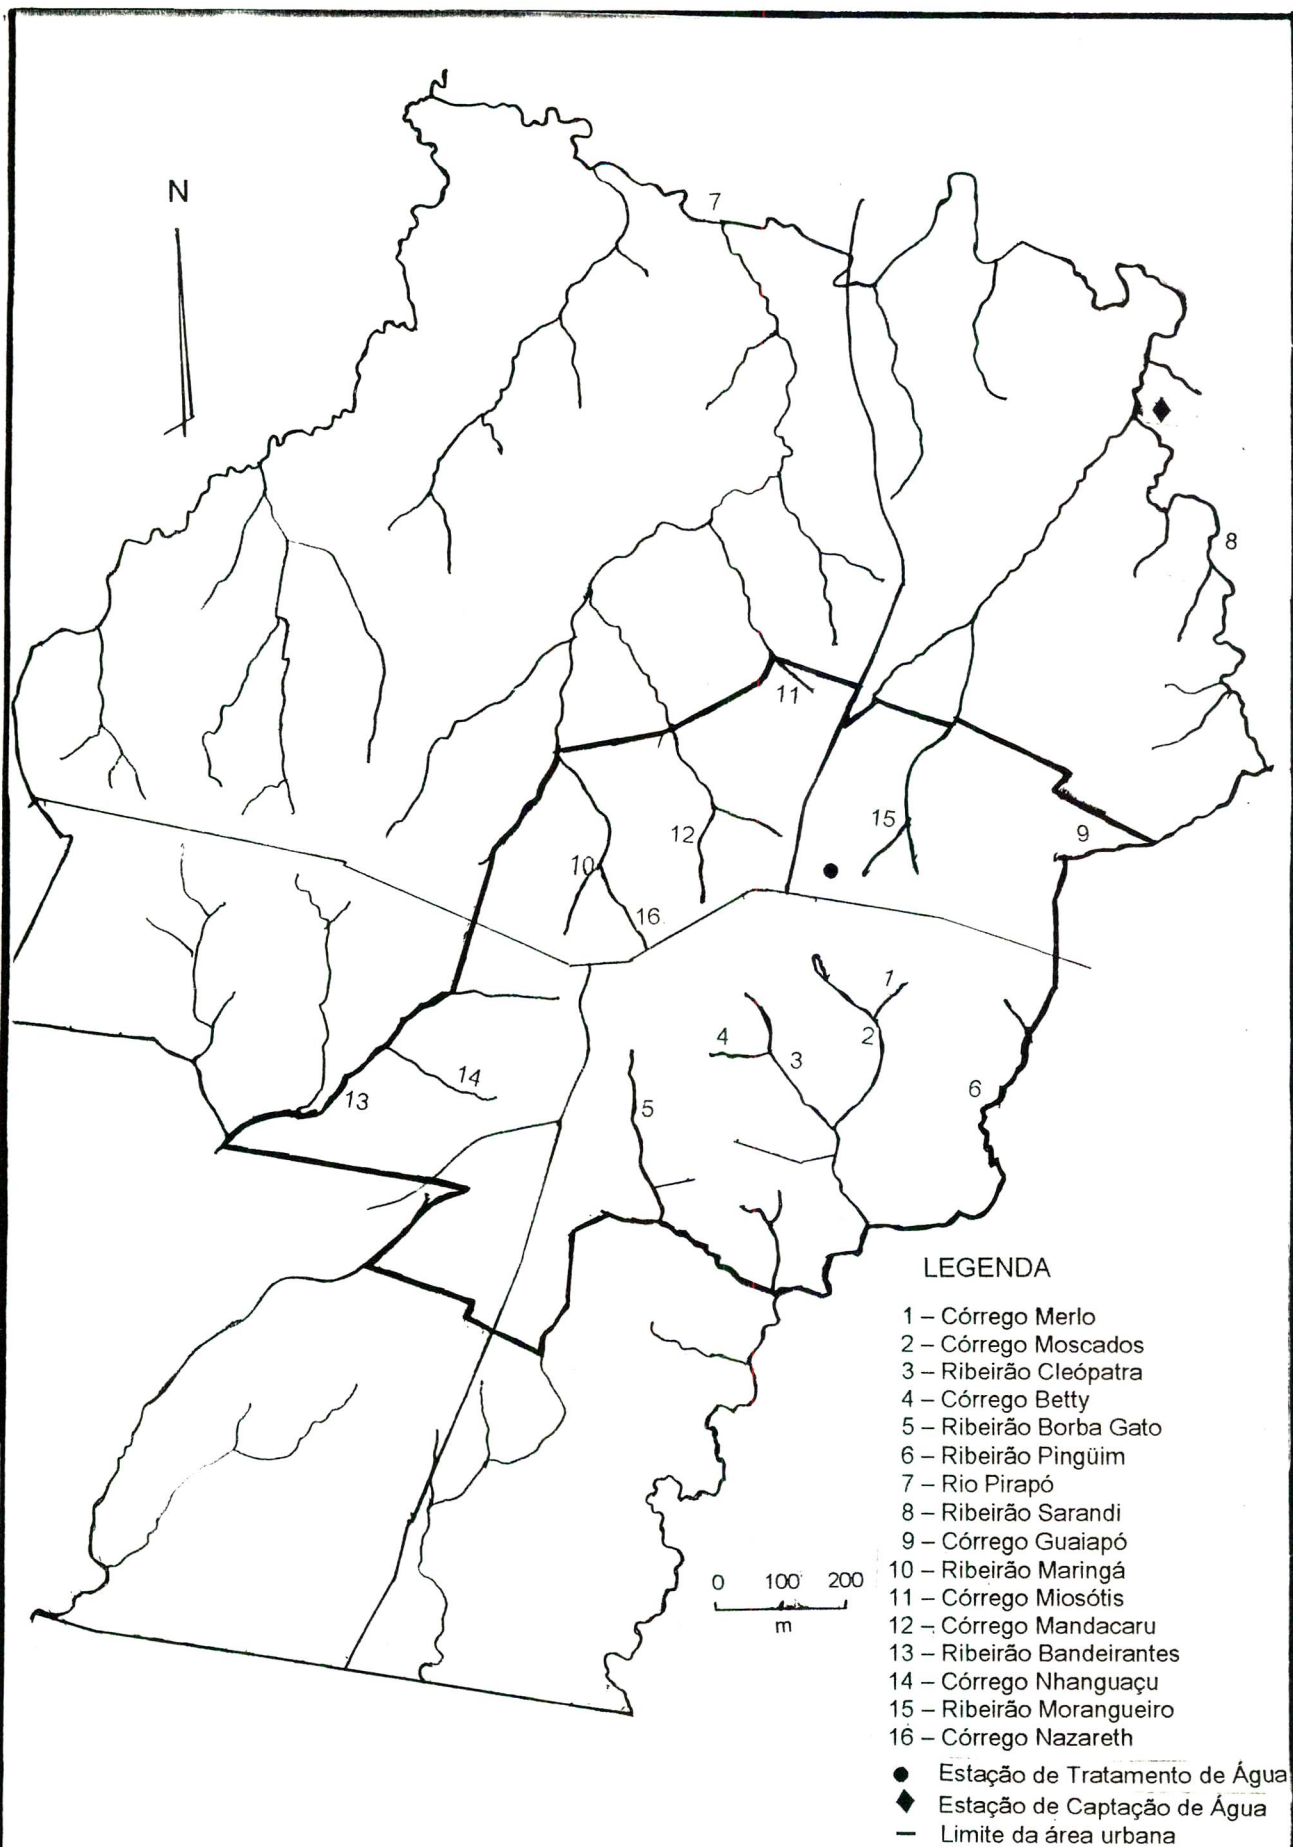 N
7
8
11
15
12
9
10
16
1
2
4
3
14
13
5
6
LEGENDA
1 – Córrego Merlo
2 – Córrego Moscados
3 – Ribeirão Cleópatra
4 – Córrego Betty
5 – Ribeirão Borba Gato
6 – Ribeirão Pingüim
7 – Rio Pirapó
8 – Ribeirão Sarandi
9 – Córrego Guaiapó
10 – Ribeirão Maringá
11 – Córrego Miosótis
12 – Córrego Mandacaru
13 – Ribeirão Bandeirantes
14 – Córrego Nhanguaçu
15 – Ribeirão Morangueiro
16 – Córrego Nazareth
0 100 200
m
Estação de Tratamento de Água
Estação de Captação de Água
Limite da área urbana